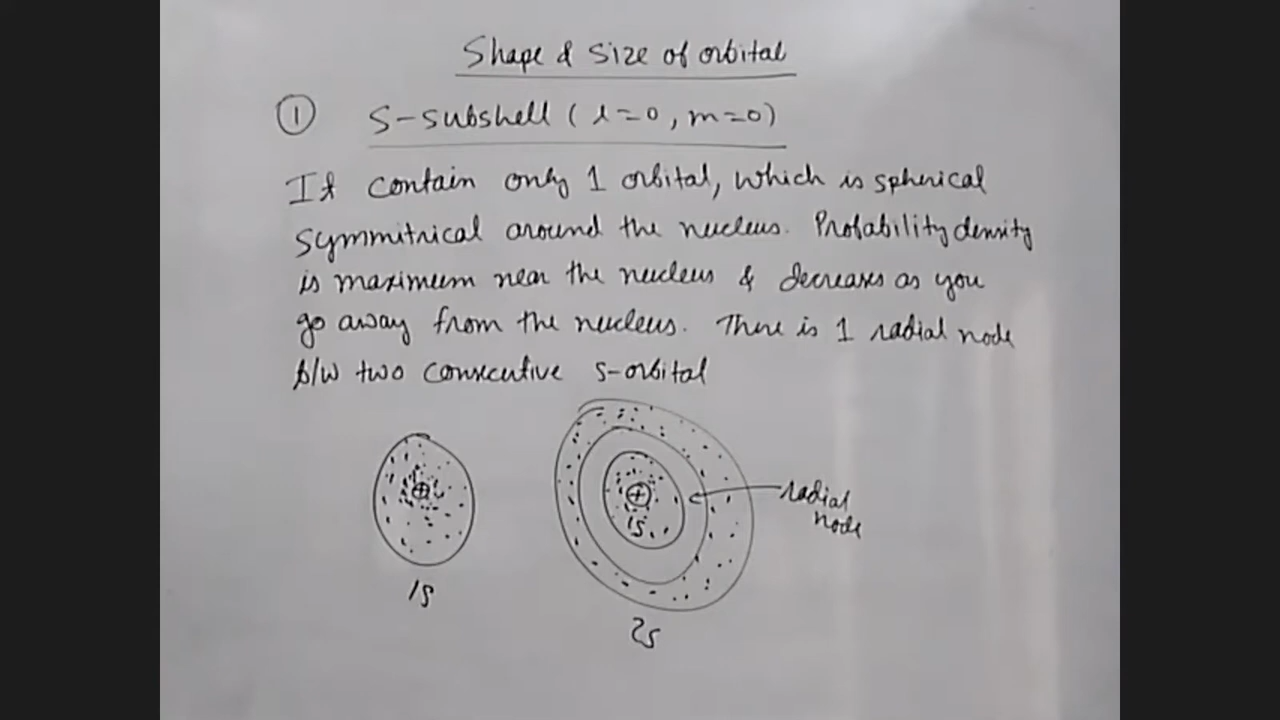 Shape & Size of orbital
1 S-subshell (l=0, m=0)
It contain only 1 orbital, which is spherical
symmitrical around the nucleus. Probability density
is maximum near the nucleus & decreases as you
go away from the nucleus. There is 1 radial node
b/w two consecutive s-orbital
+
+
1S
radial
node
1S
2S